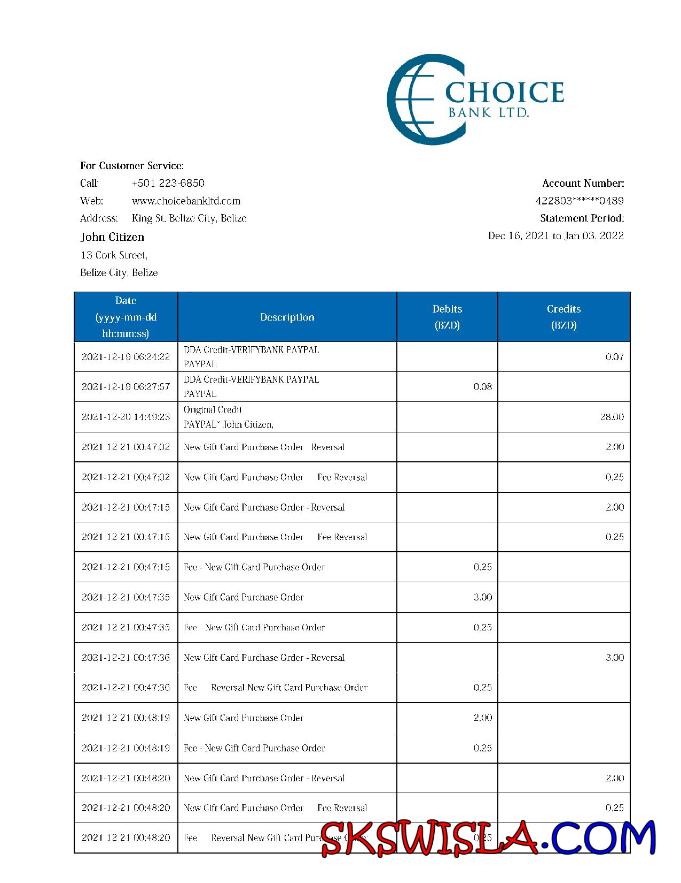 CHOICE
BANK LTD.
For Customer Service:
Call: +501 223-6850
Web: www.choicebankltd.com
Address: King St, Belize City, Belize
John Citizen
13 Cork Street,
Belize City, Belize
Account Number:
422803******0489
Statement Period:
Dec 16, 2021 to Jan 03, 2022
Date (yyyy-mm-dd hh:mm:ss) Description Debits (BZD) Credits (BZD)
2021-12-19 06:24:22 DDA Credit-VERIFYBANK PAYPAL PAYPAL 0.07
2021-12-19 06:27:57 DDA Credit-VERIFYBANK PAYPAL PAYPAL 0.08
2021-12-20 14:49:23 Original Credit PAYPAL* John Citizen, 28.00
2021-12-21 00:47:02 New Gift Card Purchase Order - Reversal 2.00
2021-12-21 00:47:02 New Gift Card Purchase Order Fee Reversal 0.25
2021-12-21 00:47:15 New Gift Card Purchase Order - Reversal 2.00
2021-12-21 00:47:15 New Gift Card Purchase Order Fee Reversal 0.25
2021-12-21 00:47:15 Fee - New Gift Card Purchase Order 0.25
2021-12-21 00:47:35 New Gift Card Purchase Order 3.00
2021-12-21 00:47:35 Fee - New Gift Card Purchase Order 0.25
2021-12-21 00:47:36 New Gift Card Purchase Order - Reversal 3.00
2021-12-21 00:47:36 Fee Reversal New Gift Card Purchase Order 0.25
2021-12-21 00:48:19 New Gift Card Purchase Order 2.00
2021-12-21 00:48:19 Fee - New Gift Card Purchase Order 0.25
2021-12-21 00:48:20 New Gift Card Purchase Order - Reversal 2.00
2021-12-21 00:48:20 New Gift Card Purchase Order Fee Reversal 0.25
2021-12-21 00:48:20 Fee Reversal New Gift Card 0.25
SKSWISLA.COM